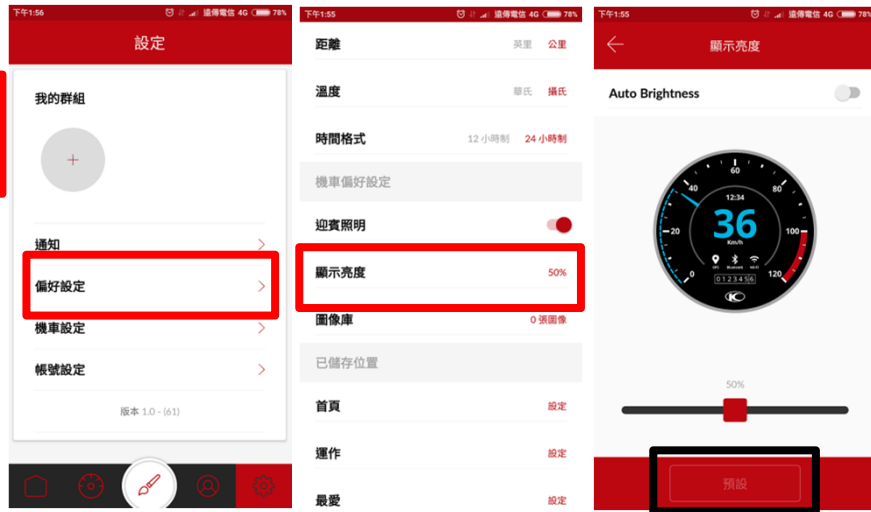 下午1:56
遠傳電信 4G 78%
設定
我的群組
+
通知
偏好設定
機車設定
帳號設定
版本 1.0 - (61)
下午1:55
遠傳電信 4G 78%
距離 英里 公里
溫度 華氏 攝氏
時間格式 12 小時制 24 小時制
機車偏好設定
迎賓照明
顯示亮度 50%
圖像庫 0 張圖像
已儲存位置
首頁 設定
運作 設定
最愛 設定
下午1:55
遠傳電信 4G 78%
顯示亮度
Auto Brightness
60
40 80
12:34
20 36 100
Km/h
GPS Bluetooth Wi-Fi
0 120
0 1 2 3 4 5 6
50%
預設